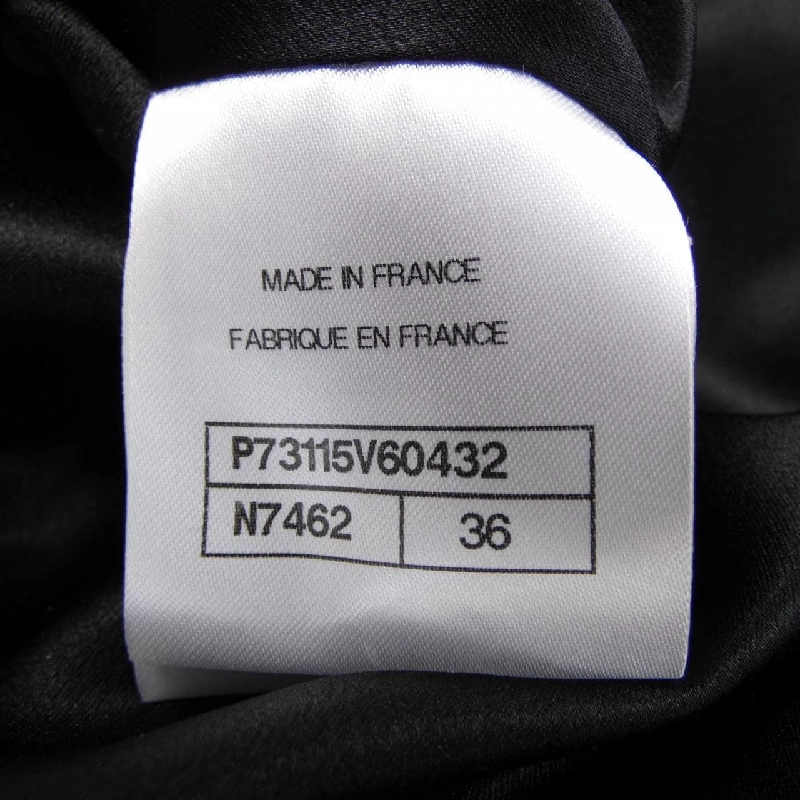 MADE IN FRANCE
FABRIQUE EN FRANCE
P73115V60432
N7462 36